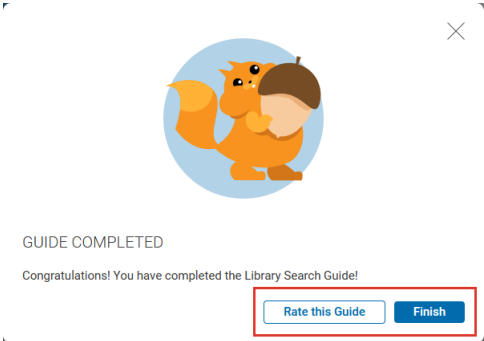 GUIDE COMPLETED
Congratulations! You have completed the Library Search Guide!
Rate this Guide
Finish